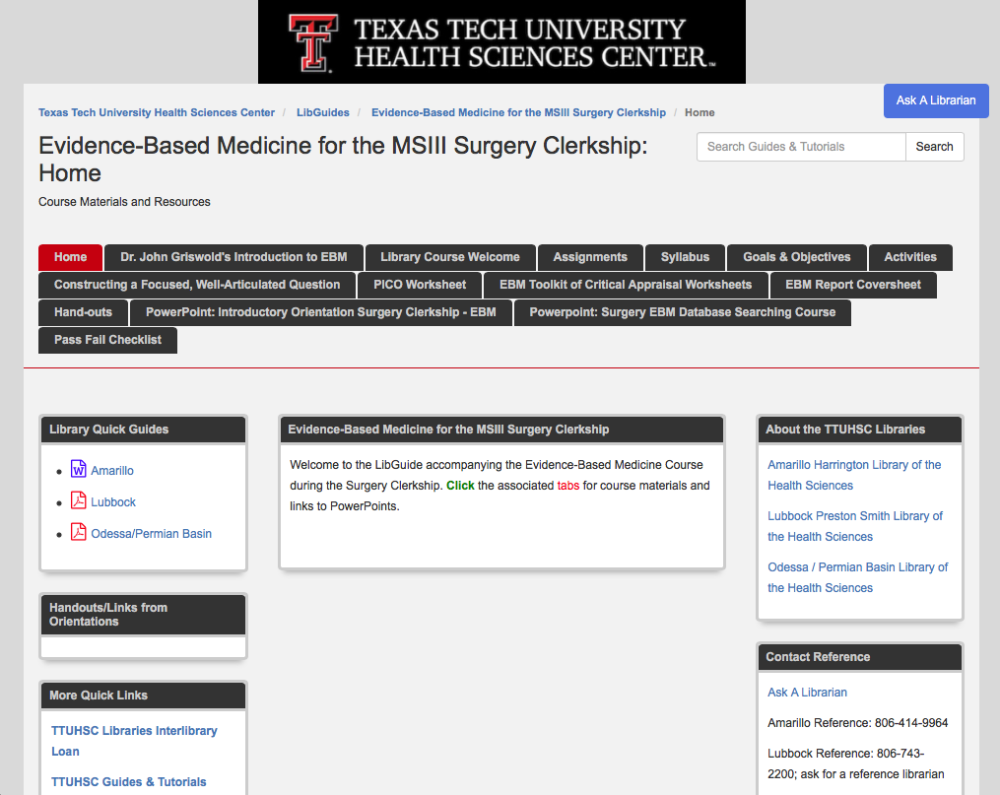 TEXAS TECH UNIVERSITY
HEALTH SCIENCES CENTER™
Ask A Librarian
Texas Tech University Health Sciences Center / LibGuides / Evidence-Based Medicine for the MSIII Surgery Clerkship / Home
Evidence-Based Medicine for the MSIII Surgery Clerkship:
Home
Search Guides & Tutorials Search
Course Materials and Resources
Home Dr. John Griswold's Introduction to EBM Library Course Welcome Assignments Syllabus Goals & Objectives Activities
Constructing a Focused, Well-Articulated Question PICO Worksheet EBM Toolkit of Critical Appraisal Worksheets EBM Report Coversheet
Hand-outs PowerPoint: Introductory Orientation Surgery Clerkship - EBM Powerpoint: Surgery EBM Database Searching Course
Pass Fail Checklist
Library Quick Guides
Amarillo
Lubbock
Odessa/Permian Basin
Handouts/Links from
Orientations
More Quick Links
TTUHSC Libraries Interlibrary
Loan
TTUHSC Guides & Tutorials
Evidence-Based Medicine for the MSIII Surgery Clerkship
Welcome to the LibGuide accompanying the Evidence-Based Medicine Course
during the Surgery Clerkship. Click the associated tabs for course materials and
links to PowerPoints.
About the TTUHSC Libraries
Amarillo Harrington Library of the
Health Sciences
Lubbock Preston Smith Library of
the Health Sciences
Odessa / Permian Basin Library of
the Health Sciences
Contact Reference
Ask A Librarian
Amarillo Reference: 806-414-9964
Lubbock Reference: 806-743-
2200; ask for a reference librarian